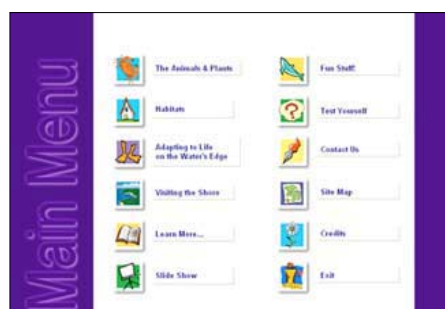 Main Menu
The Animals & Plants
Habitats
Adapting to Life
on the Water's Edge
Visiting the Shore
Learn More...
Slide Show
Fun Stuff!
Test Yourself
Contact Us
Site Map
Credits
Exit